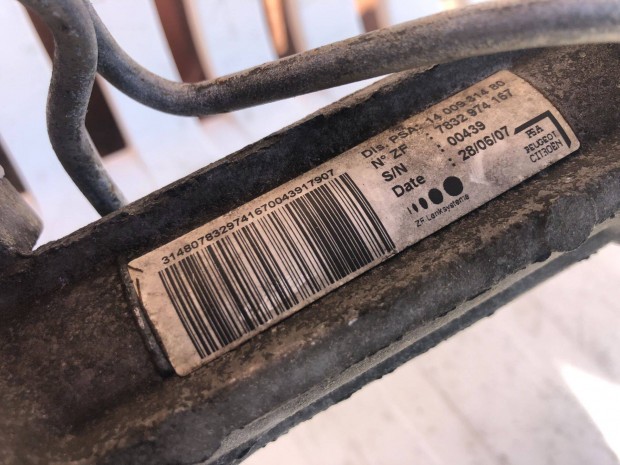 Dis. PSA: 14 009 314 80
N° ZF : 7832 974 167
S/N : 00439
Date : 28/06/07
ZF Lenksysteme
PSA
PEUGEOT
CITROËN
3148078329741670043917907